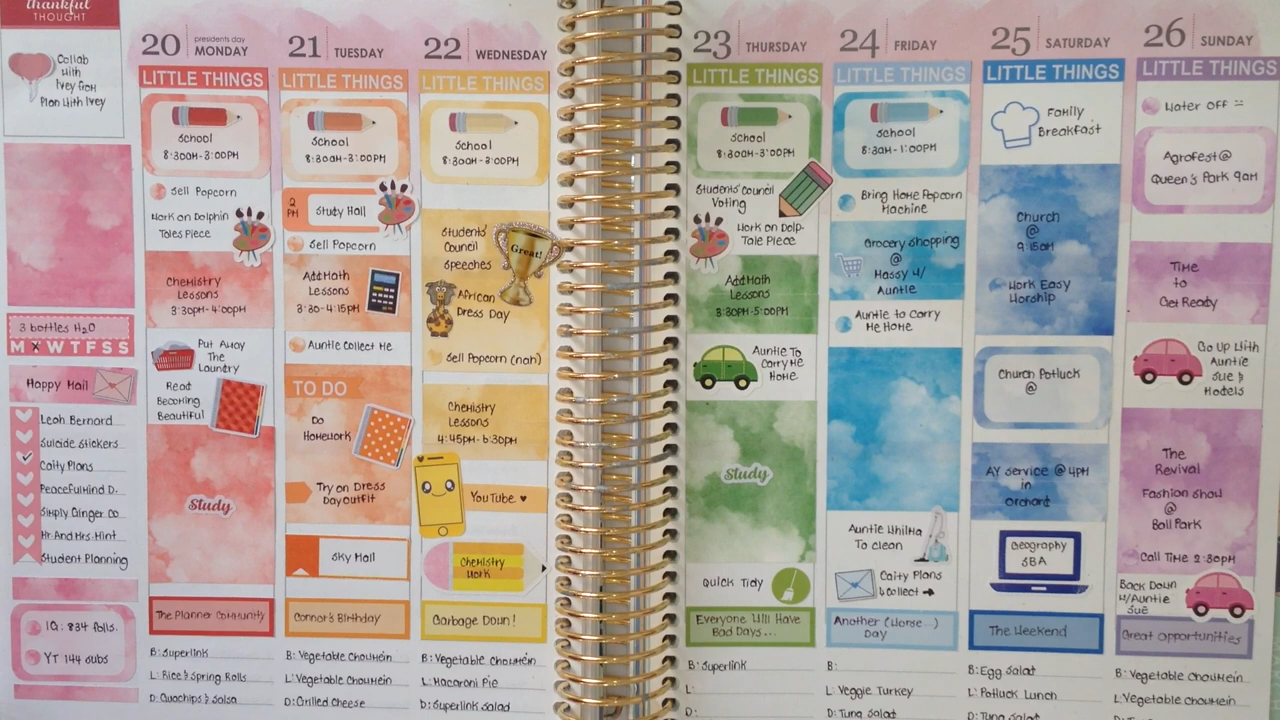 thankful
THOUGHT
Collab
with
Ivey from
Plan With Ivey
3 bottles H2O
M T W T F S S
Happy Mail
Leah Bernard
Suicide Stickers
Caity Plans
PeacefulMind D.
Simply Ginger Co.
Mr. And Mrs. Mint
Student Planning
IG: 834 folls.
YT 144 subs
20 presidents day
MONDAY
LITTLE THINGS
School
8:30am-3:00PM
Sell Popcorn
Work on Dolphin
Tales Piece
Chemistry
Lessons
3:30PM-4:00PM
Put Away
The
Laundry
Read
Becoming
Beautiful
Study
The Planner Community
B: Superlink
L: Rice & Spring Rolls
D: Quachips & Salsa
21 TUESDAY
LITTLE THINGS
School
8:30am-3:00PM
2
PM
Study Hall
Sell Popcorn
AddMath
Lessons
3:30-4:15PM
Auntie Collect Me
TO DO
Do
Homework
Try on Dress
Day outfit
Sky Mail
Connor's Birthday
B: Vegetable Chowmein
L: Vegetable Chowmein
D: Grilled Cheese
22 WEDNESDAY
LITTLE THINGS
School
8:30am-3:00PM
Students'
Council
Speeches
Great!
African
Dress Day
Sell Popcorn (nah)
Chemistry
Lessons
4:45PM-6:30PM
YouTube ♥
Chemistry
Work
Garbage Down!
B: Vegetable Chowmein
L: Macaroni Pie
D: Superlink Salad
23 THURSDAY
LITTLE THINGS
School
8:30am-3:00PM
Students' Council
Voting
Work on Dolp-
Tale Piece
AddMath
Lessons
3:30PM-5:00PM
Auntie To
Carry Me
Home
Study
Quick Tidy
Everyone Will Have
Bad Days...
B: Superlink
L:
D:
24 FRIDAY
LITTLE THINGS
School
8:30am-1:00PM
Bring Home Popcorn
Machine
Grocery Shopping
@
Massy W/
Auntie
Auntie to Carry
Me Home
Auntie Wilma
To clean
Caity Plans
to collect →
Another (Worse...)
Day
B:
L: Veggie Turkey
D: Tuna Salad
25 SATURDAY
LITTLE THINGS
Family
Breakfast
Church
@
9:15am
Work Easy
Worship
Church Potluck
@
AY service @ 4PM
in
Orchard
Geography
SBA
The Weekend
B: Egg Salad
L: Potluck Lunch
D: Tuna Salad
26 SUNDAY
LITTLE THINGS
Water Off
Agrofest @
Queen's Park 9am
Time
to
Get Ready
Go Up With
Auntie
Sue &
Models
The
Revival
Fashion Show
@
Ball Park
Call Time 2:30PM
Back Down
W/Auntie
Sue
Great Opportunities
B: Vegetable Chowmein
L: Vegetable Chowmein